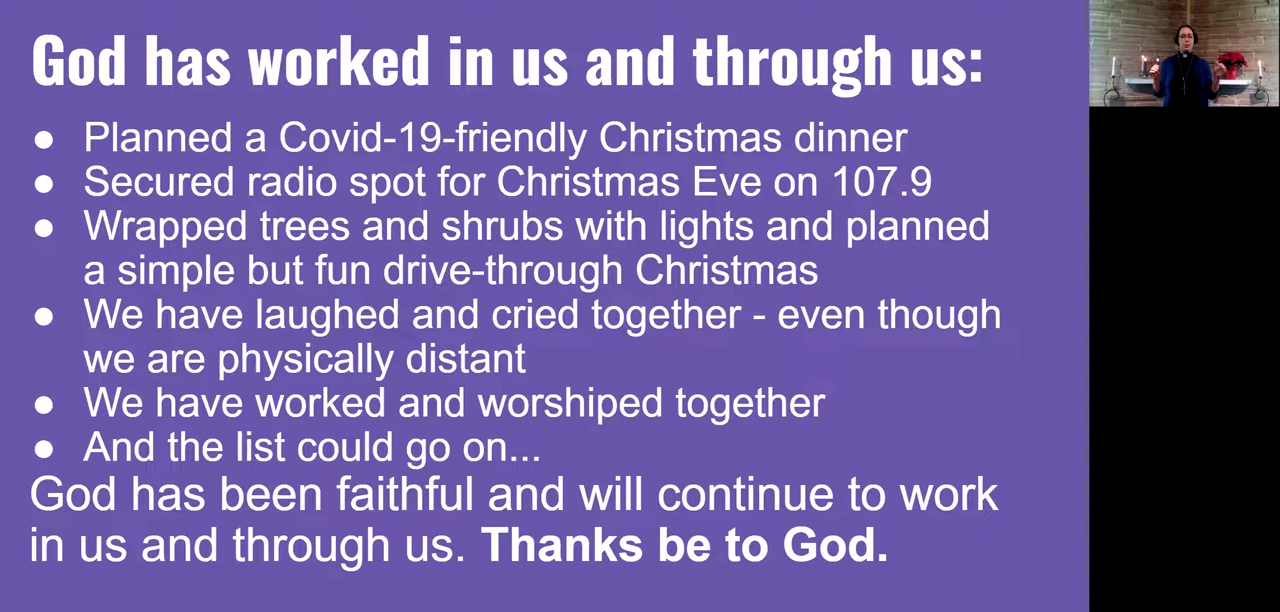 God has worked in us and through us:
● Planned a Covid-19-friendly Christmas dinner
● Secured radio spot for Christmas Eve on 107.9
● Wrapped trees and shrubs with lights and planned
a simple but fun drive-through Christmas
● We have laughed and cried together - even though
we are physically distant
● We have worked and worshiped together
● And the list could go on...
God has been faithful and will continue to work
in us and through us. Thanks be to God.